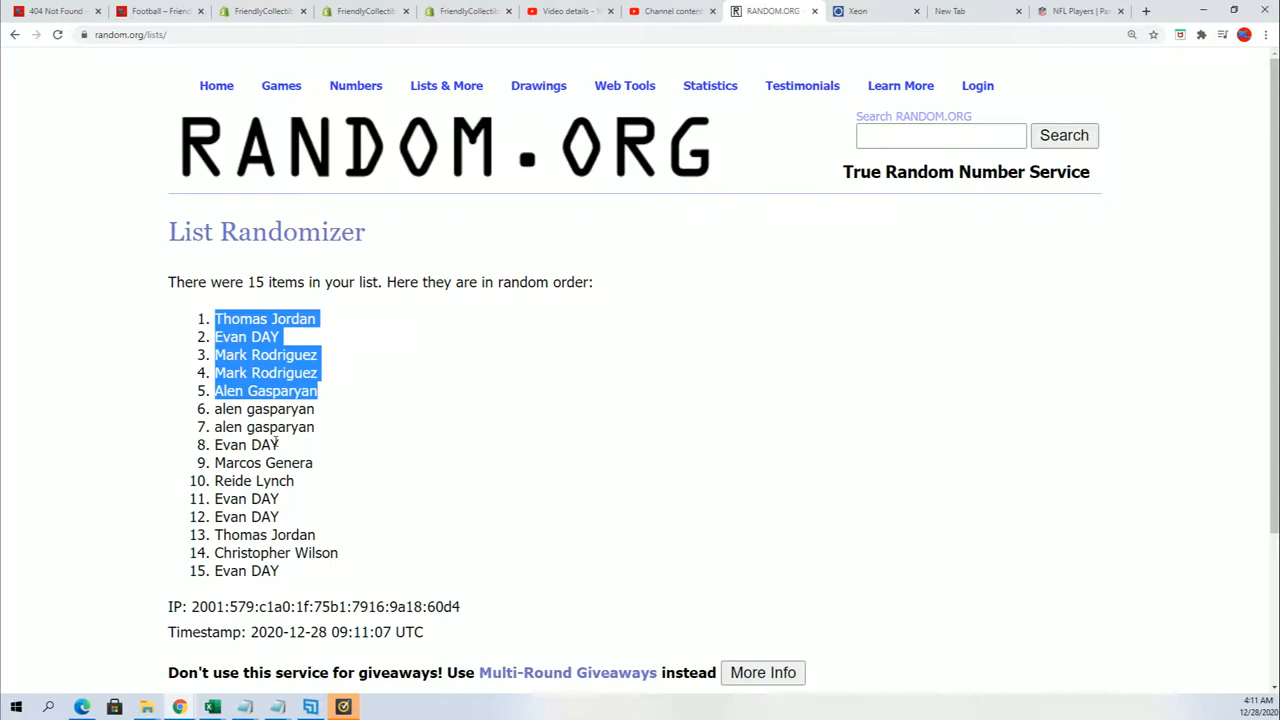 404 Not Found -
Football – Friend
FriendlyCollectib
FriendlyCollectib
FriendlyCollectib
Video details -
Channel content
RANDOM.ORG -
Xeon
New Tab
NFL Players | Pa
random.org/lists/
Home Games Numbers Lists & More Drawings Web Tools Statistics Testimonials Learn More Login
Search RANDOM.ORG
RANDOM.ORG
Search
True Random Number Service
List Randomizer
There were 15 items in your list. Here they are in random order:
1. Thomas Jordan
2. Evan DAY
3. Mark Rodriguez
4. Mark Rodriguez
5. Alen Gasparyan
6. alen gasparyan
7. alen gasparyan
8. Evan DAY
9. Marcos Genera
10. Reide Lynch
11. Evan DAY
12. Evan DAY
13. Thomas Jordan
14. Christopher Wilson
15. Evan DAY
IP: 2001:579:c1a0:1f:75b1:7916:9a18:60d4
Timestamp: 2020-12-28 09:11:07 UTC
Don't use this service for giveaways! Use Multi-Round Giveaways instead More Info
4:11 AM
12/28/2020